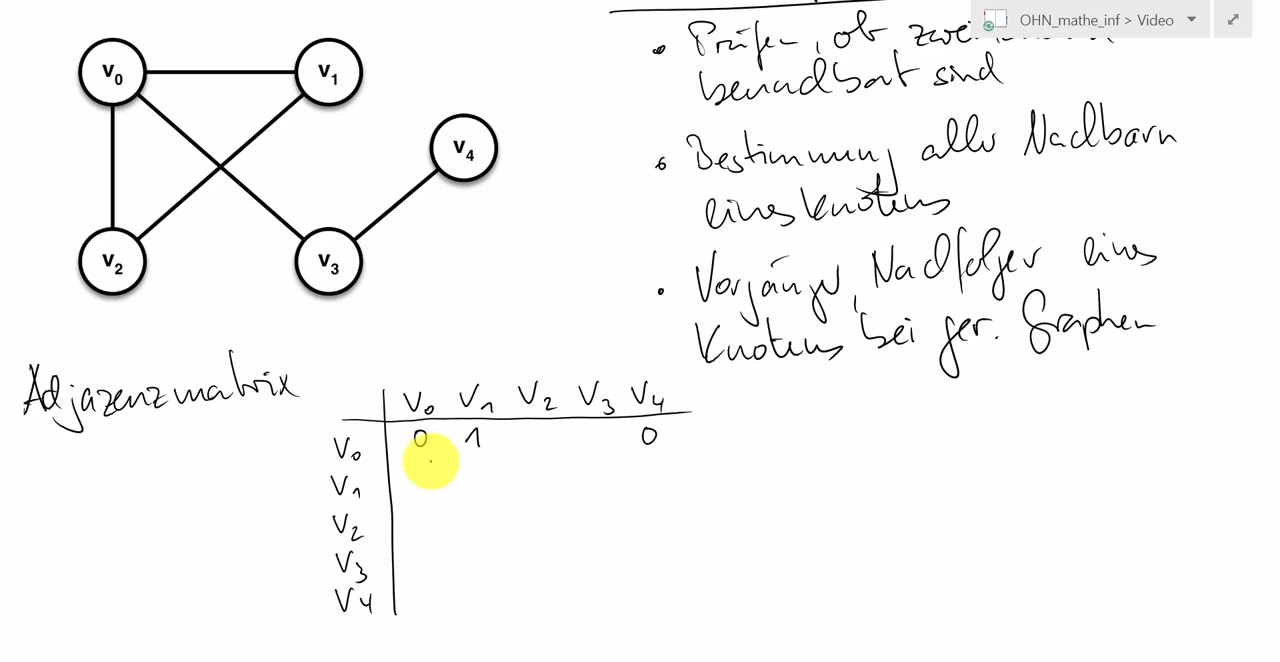 OHN_mathe_inf > Video
• Prüfen, ob
benachbart sind
• Bestimmung aller Nachbarn
eines Knotens
• Vorgänger, Nachfolger eines
Knotens bei ger. Graphen
v0 v1
v4
v2 v3
Adjazenzmatrix
V0 V1 V2 V3 V4
V0 0 1 0
V1
V2
V3
V4